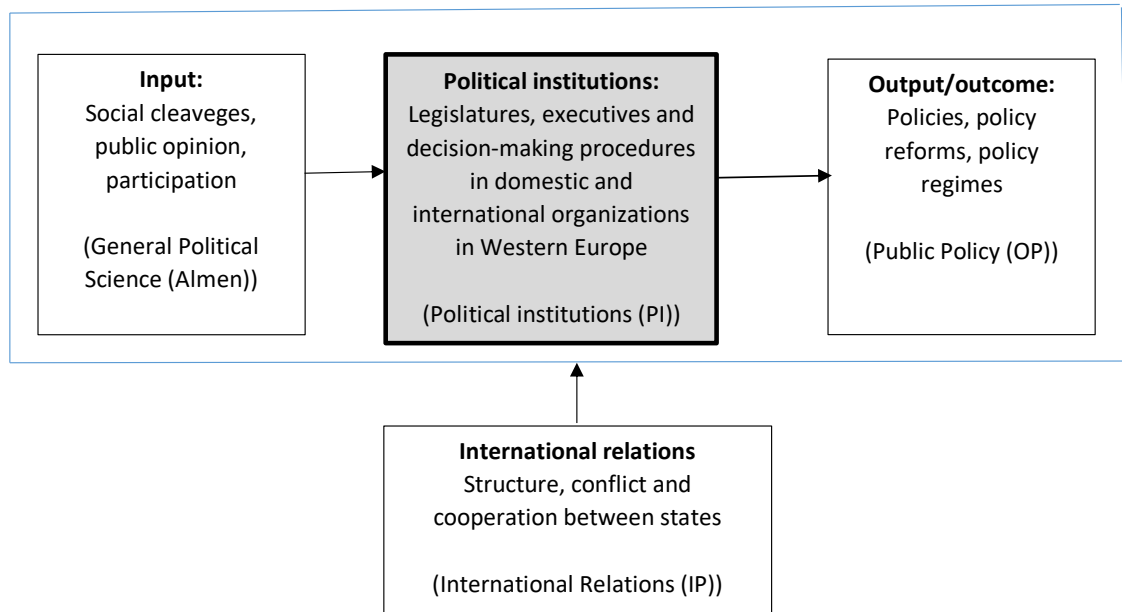 Input:
Social cleaveges,
public opinion,
participation
(General Political
Science (Almen))
Political institutions:
Legislatures, executives and
decision-making procedures
in domestic and
international organizations
in Western Europe
(Political institutions (PI))
Output/outcome:
Policies, policy
reforms, policy
regimes
(Public Policy (OP))
International relations
Structure, conflict and
cooperation between states
(International Relations (IP))